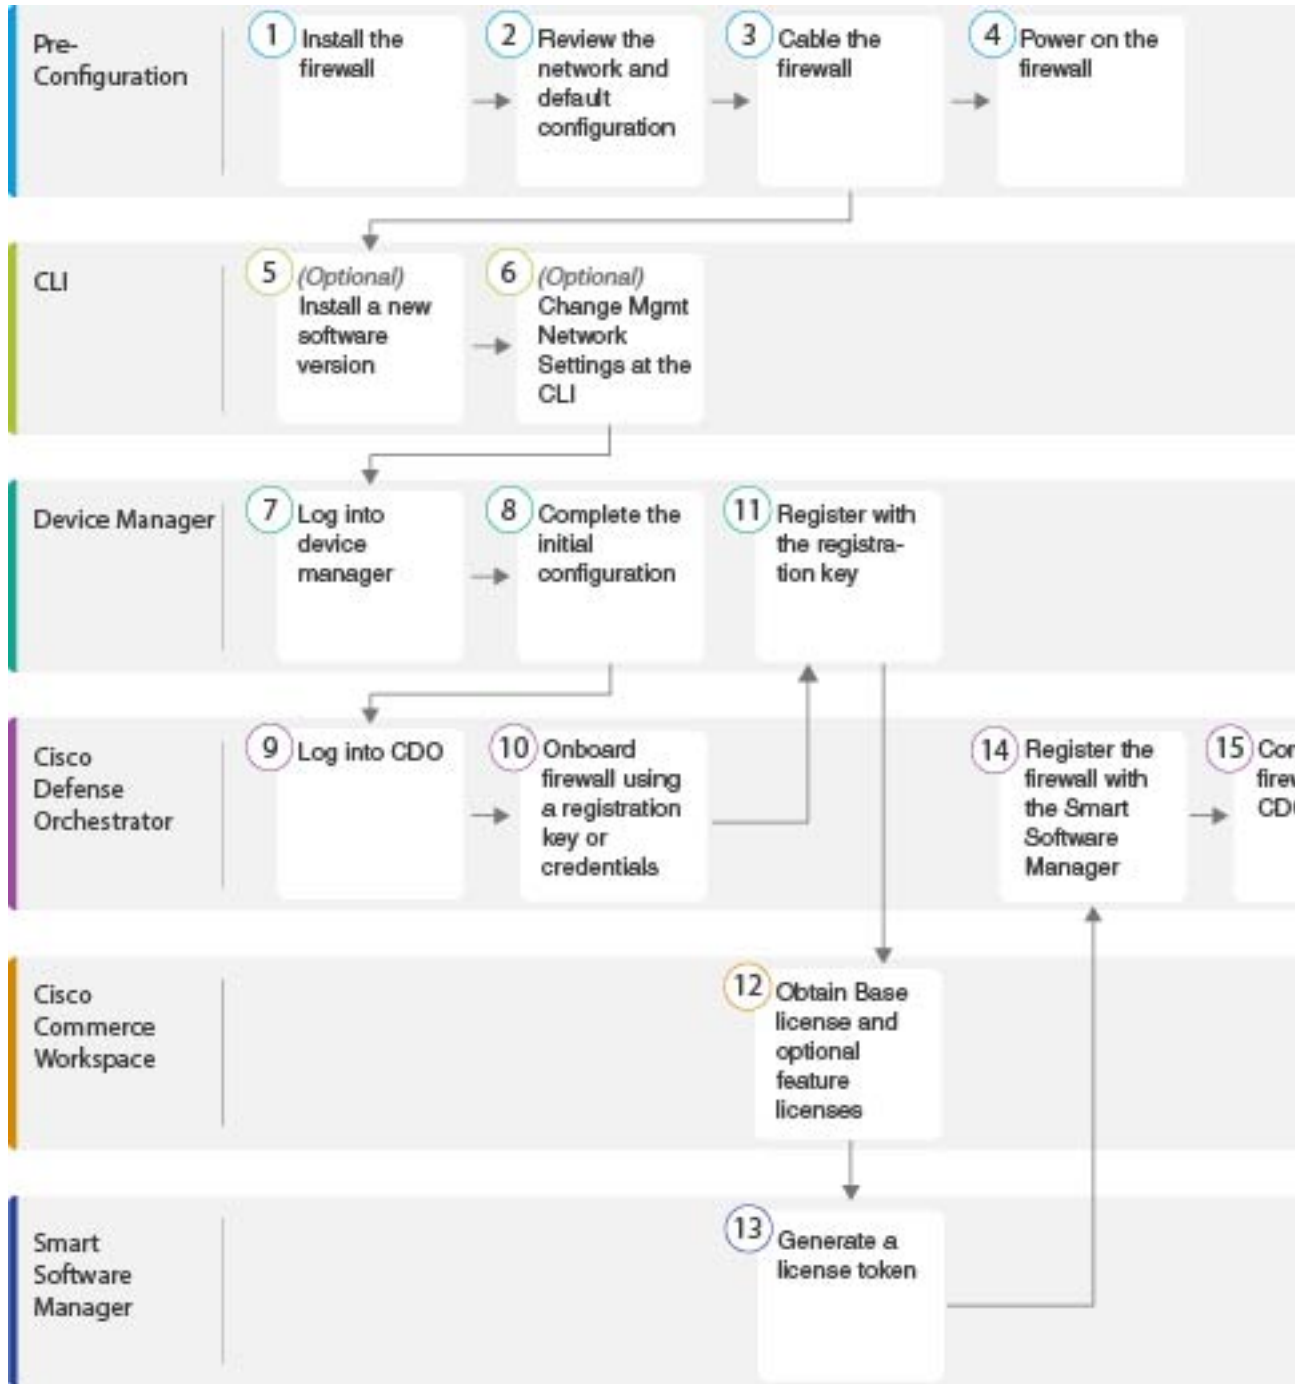 Pre-
Configuration
1 Install the
firewall
2 Review the
network and
default
configuration
3 Cable the
firewall
4 Power on the
firewall
CLI
5 (Optional)
Install a new
software
version
6 (Optional)
Change Mgmt
Network
Settings at the
CLI
Device Manager
7 Log into
device
manager
8 Complete the
initial
configuration
11 Register with
the registra-
tion key
Cisco
Defense
Orchestrator
9 Log into CDO
10 Onboard
firewall using
a registration
key or
credentials
14 Register the
firewall with
the Smart
Software
Manager
15
Cisco
Commerce
Workspace
12 Obtain Base
license and
optional
feature
licenses
Smart
Software
Manager
13 Generate a
license token